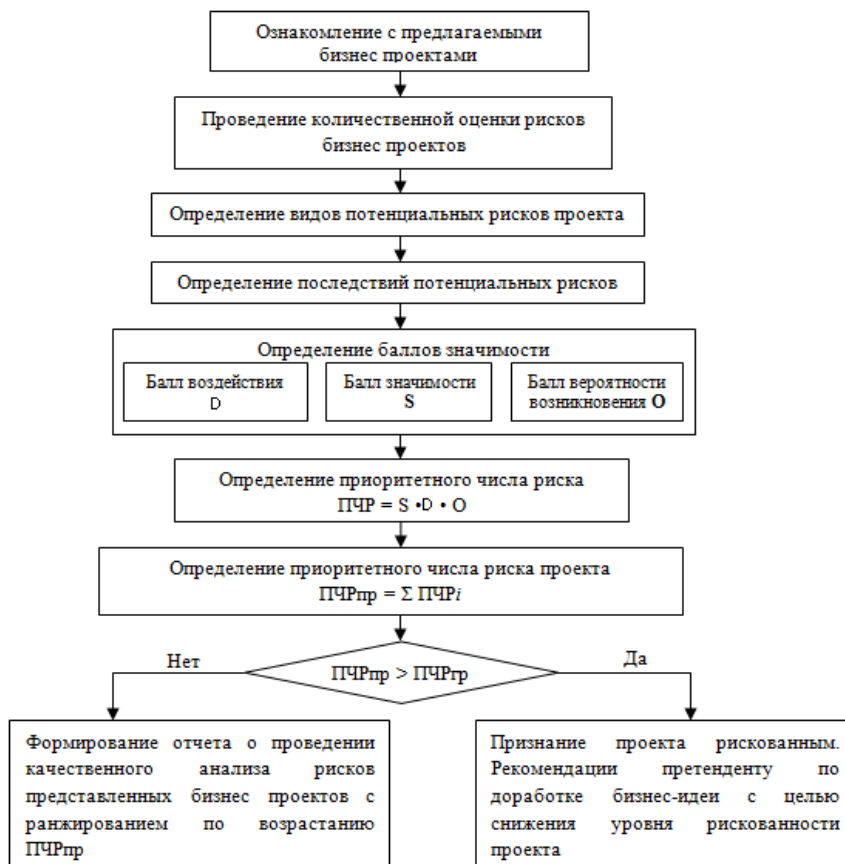 Ознакомление с предлагаемыми
бизнес проектами
Проведение количественной оценки рисков
бизнес проектов
Определение видов потенциальных рисков проекта
Определение последствий потенциальных рисков
Определение баллов значимости
Балл воздействия
D
Балл значимости
S
Балл вероятности
возникновения О
Определение приоритетного числа риска
ПЧР = S •D • O
Определение приоритетного числа риска проекта
ПЧРпр = Σ ПЧРi
Нет
ПЧРпр > ПЧРгр
Да
Формирование отчета о проведении
качественного анализа рисков
представленных бизнес проектов с
ранжированием по возрастанию
ПЧРпр
Признание проекта рискованным.
Рекомендации претенденту по
доработке бизнес-идеи с целью
снижения уровня рискованности
проекта